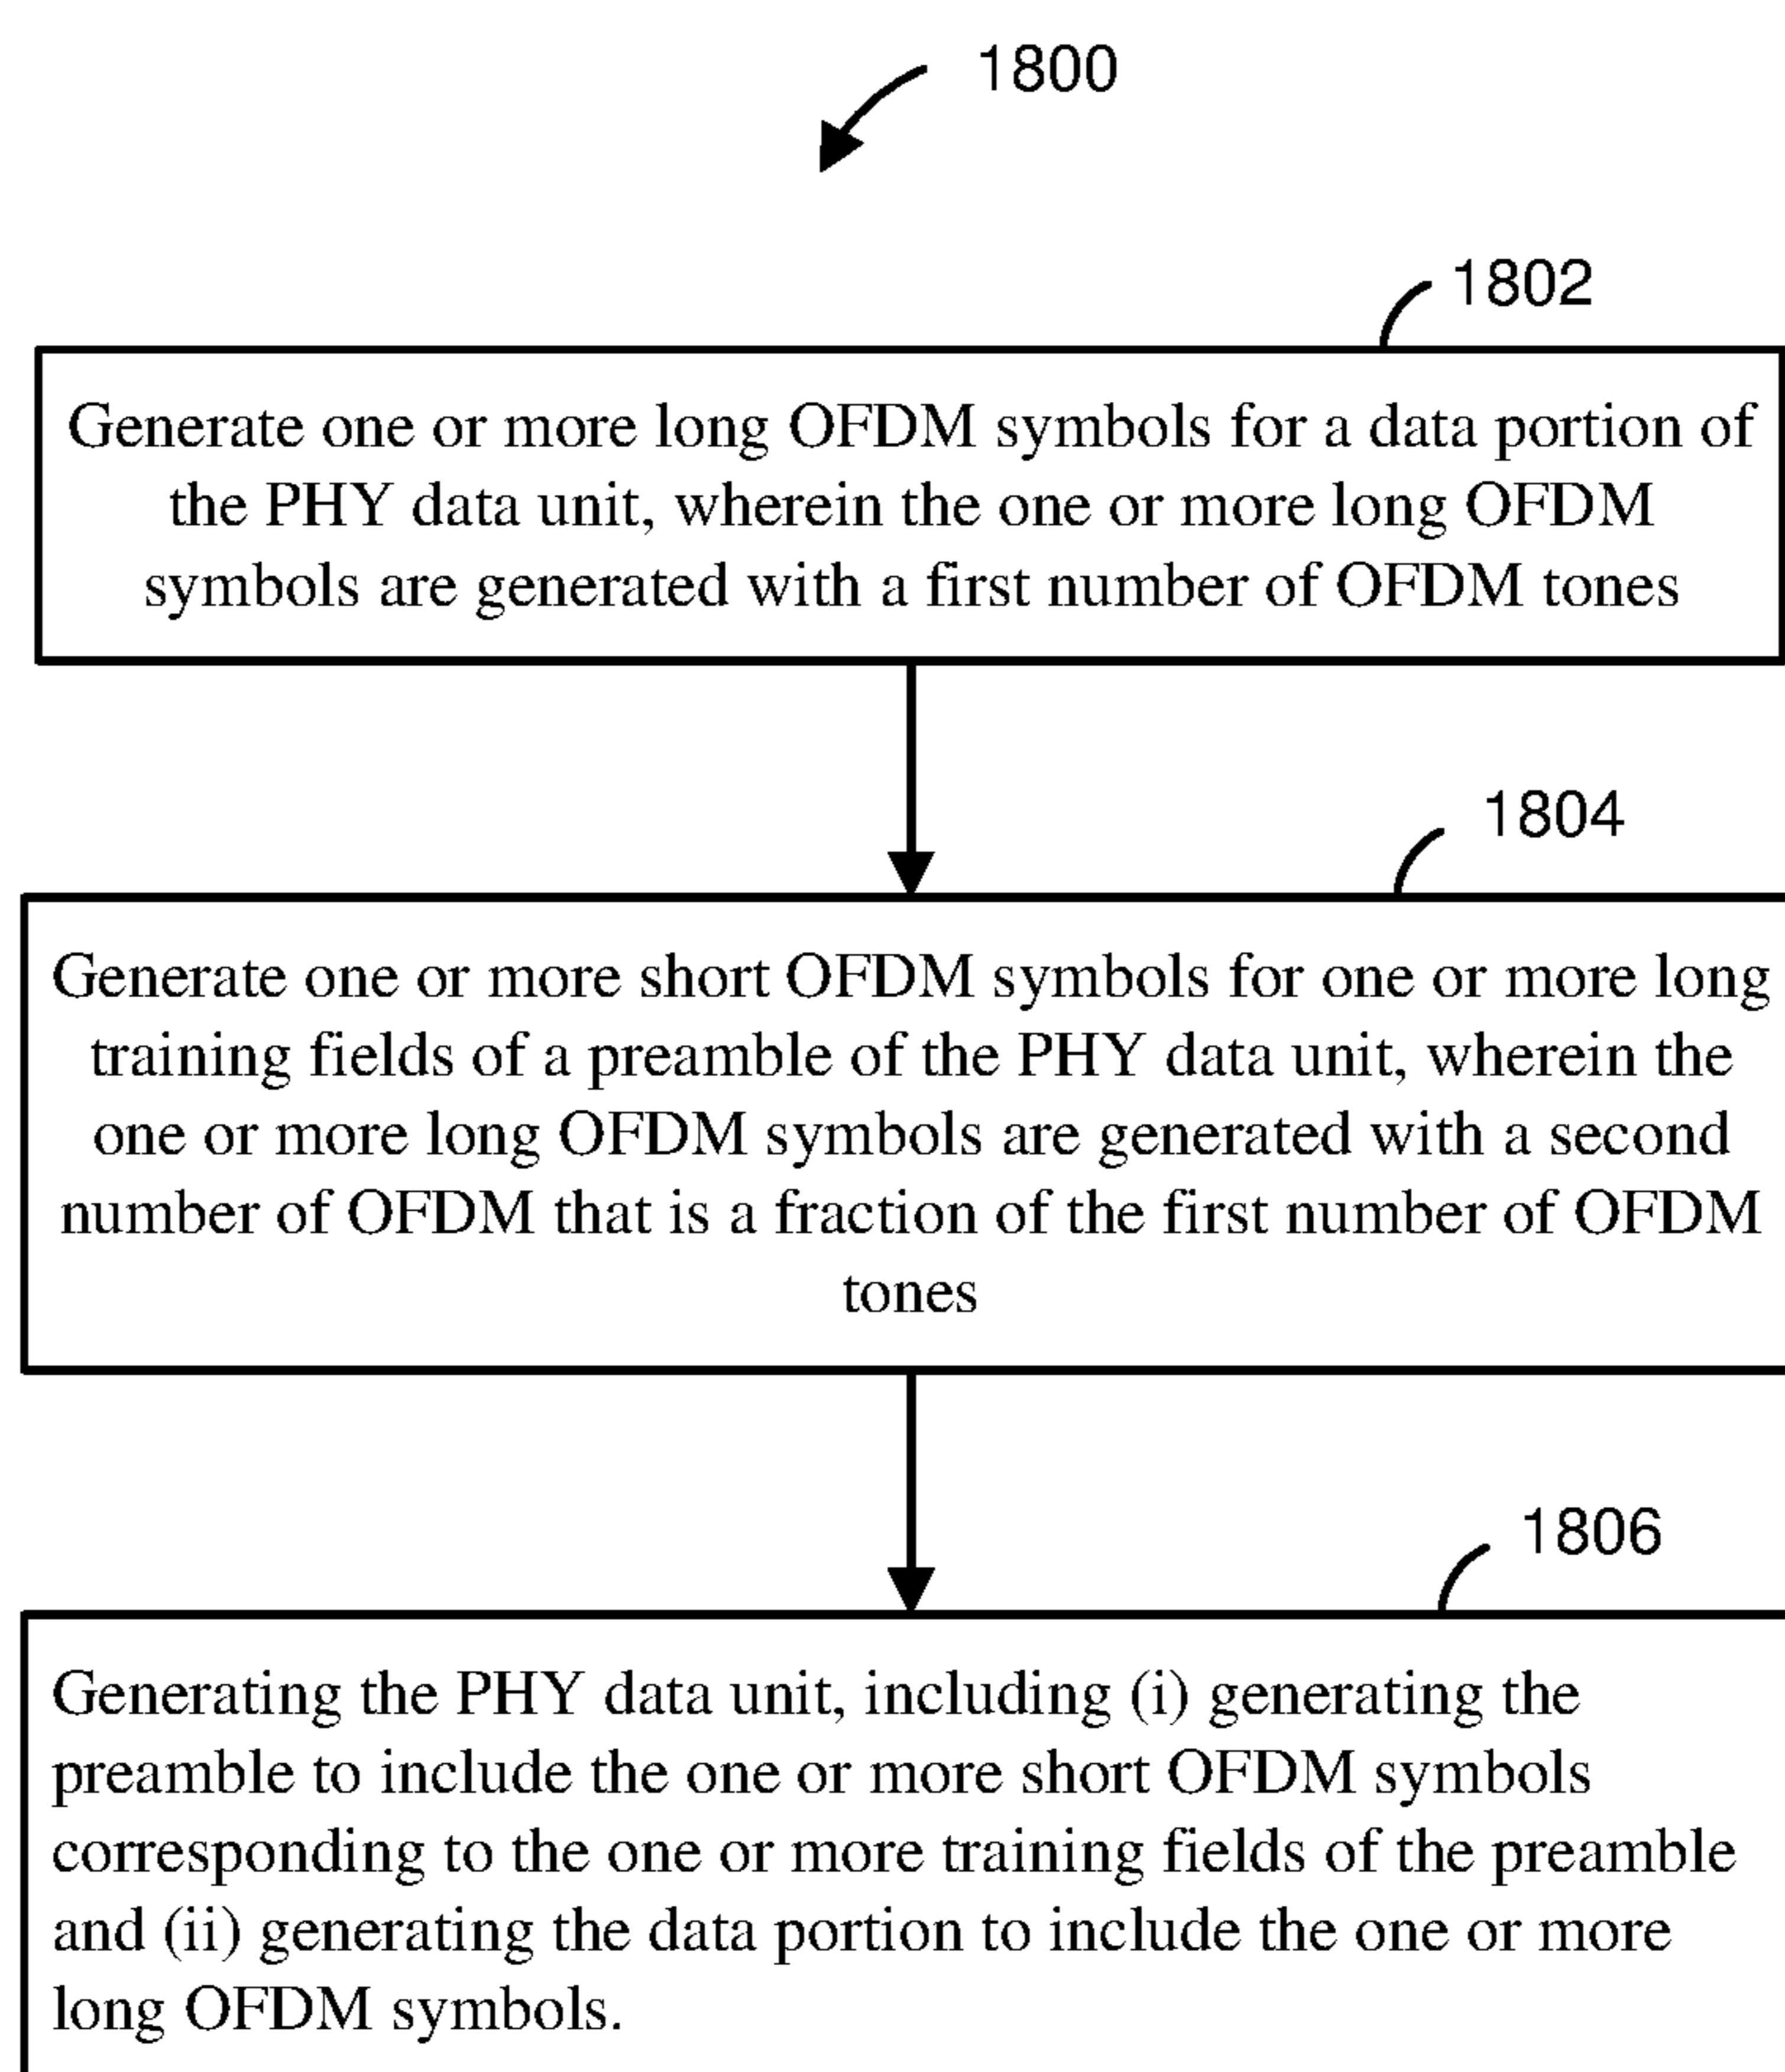 1800
1802
Generate one or more long OFDM symbols for a data portion of
the PHY data unit, wherein the one or more long OFDM
symbols are generated with a first number of OFDM tones
1804
Generate one or more short OFDM symbols for one or more long
training fields of a preamble of the PHY data unit, wherein the
one or more long OFDM symbols are generated with a second
number of OFDM that is a fraction of the first number of OFDM
tones
1806
Generating the PHY data unit, including (i) generating the
preamble to include the one or more short OFDM symbols
corresponding to the one or more training fields of the preamble
and (ii) generating the data portion to include the one or more
long OFDM symbols.